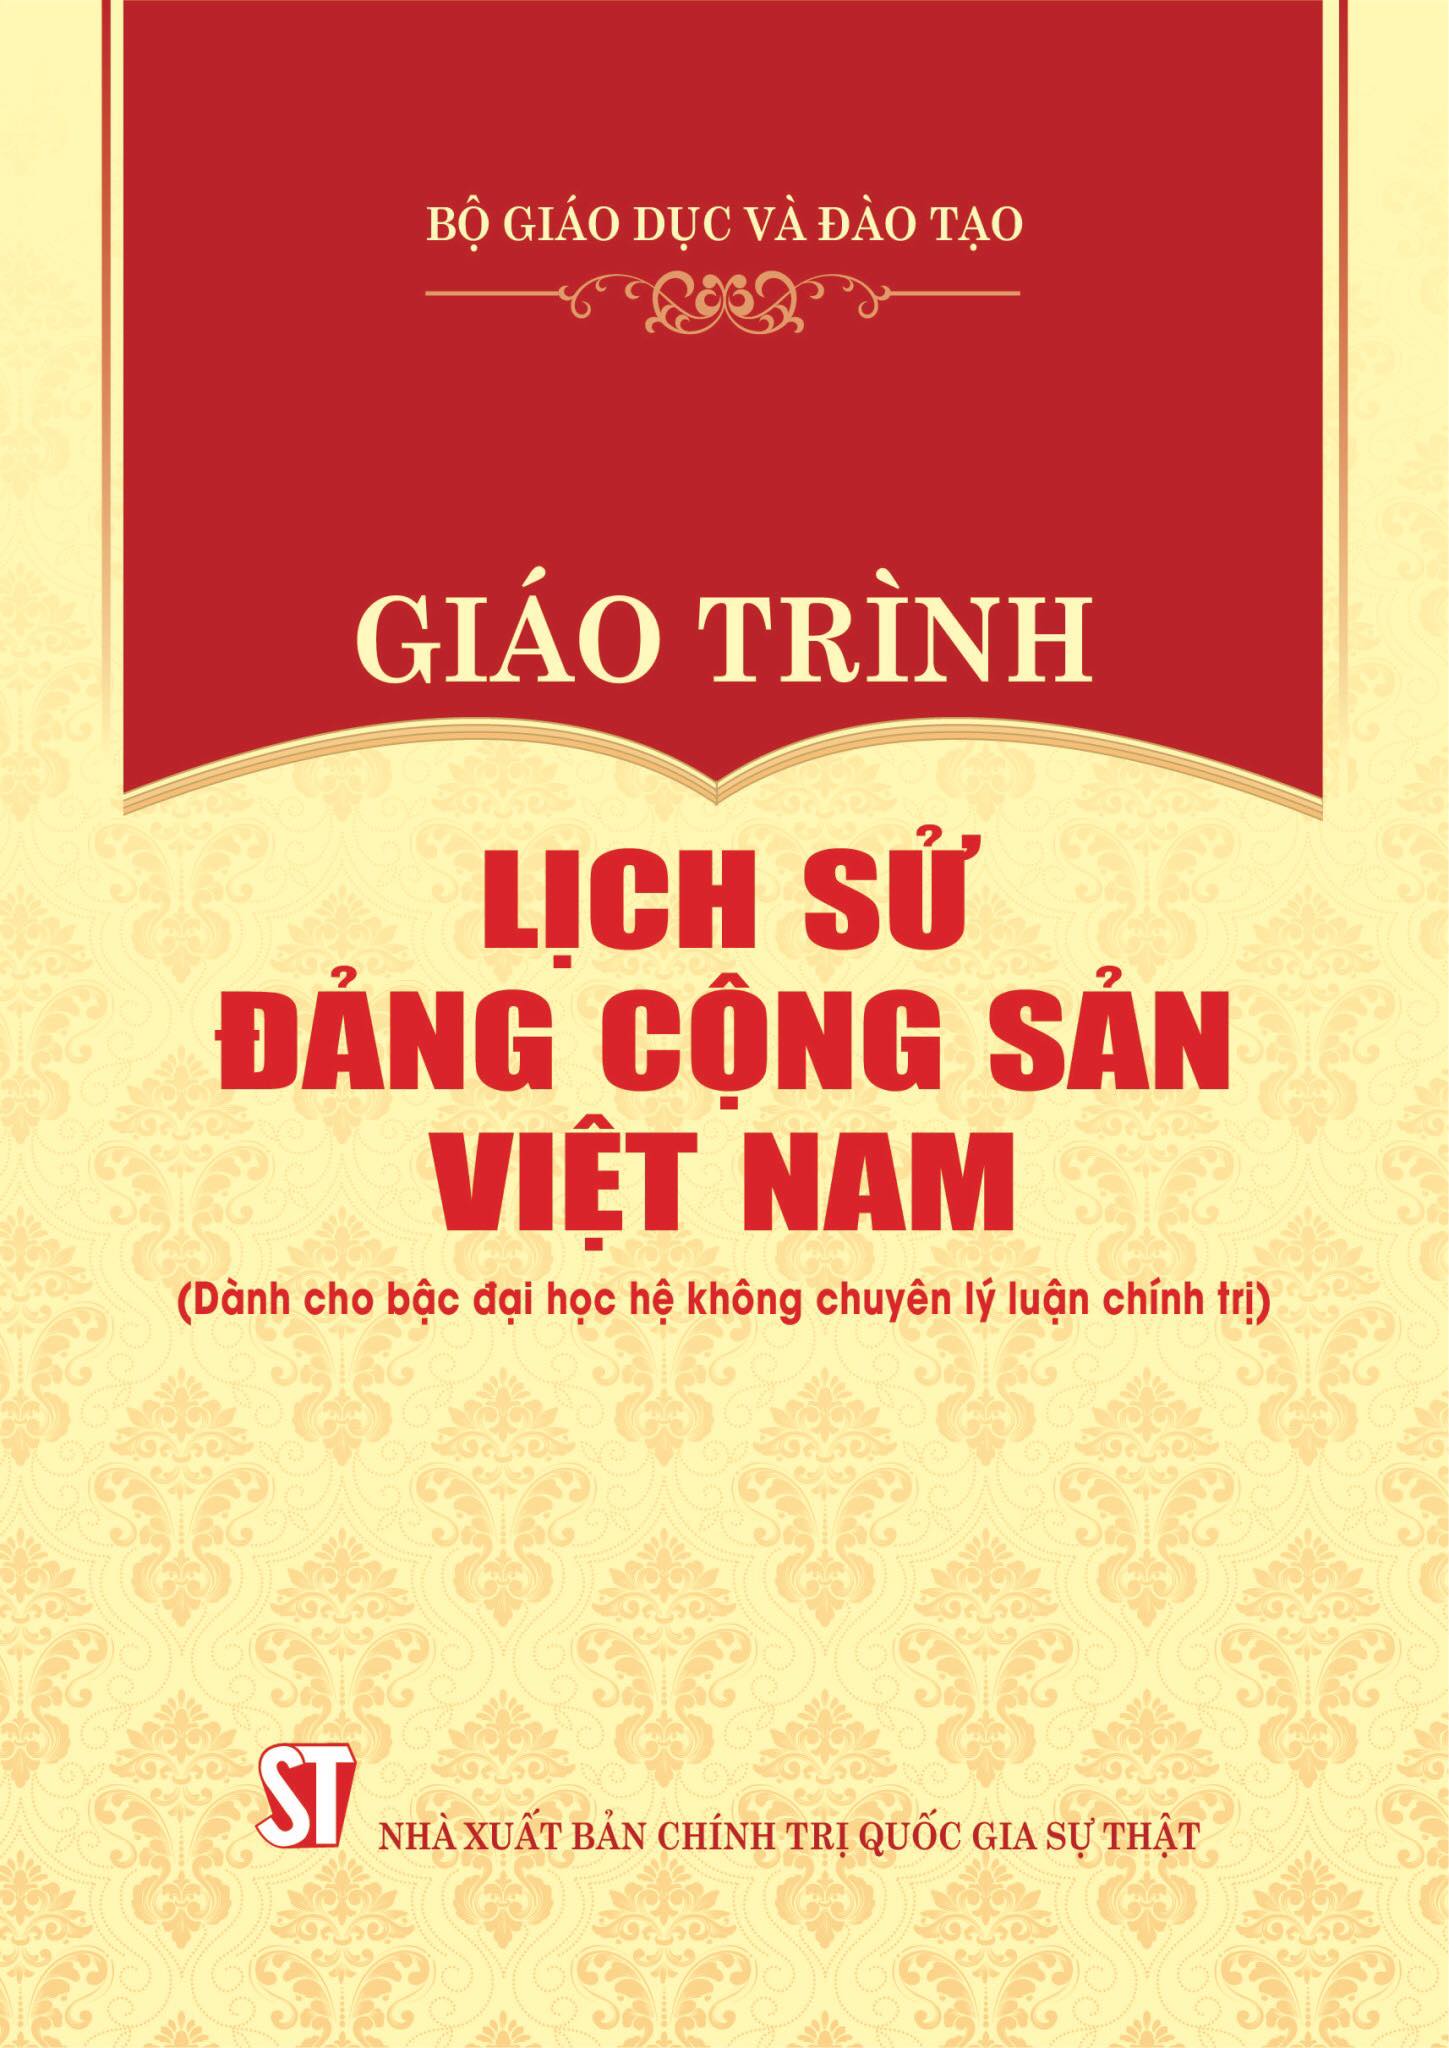 BỘ GIÁO DỤC VÀ ĐÀO TẠO
GIÁO TRÌNH
LỊCH SỬ
ĐẢNG CỘNG SẢN
VIỆT NAM
(Dành cho bậc đại học hệ không chuyên lý luận chính trị)
ST
NHÀ XUẤT BẢN CHÍNH TRỊ QUỐC GIA SỰ THẬT